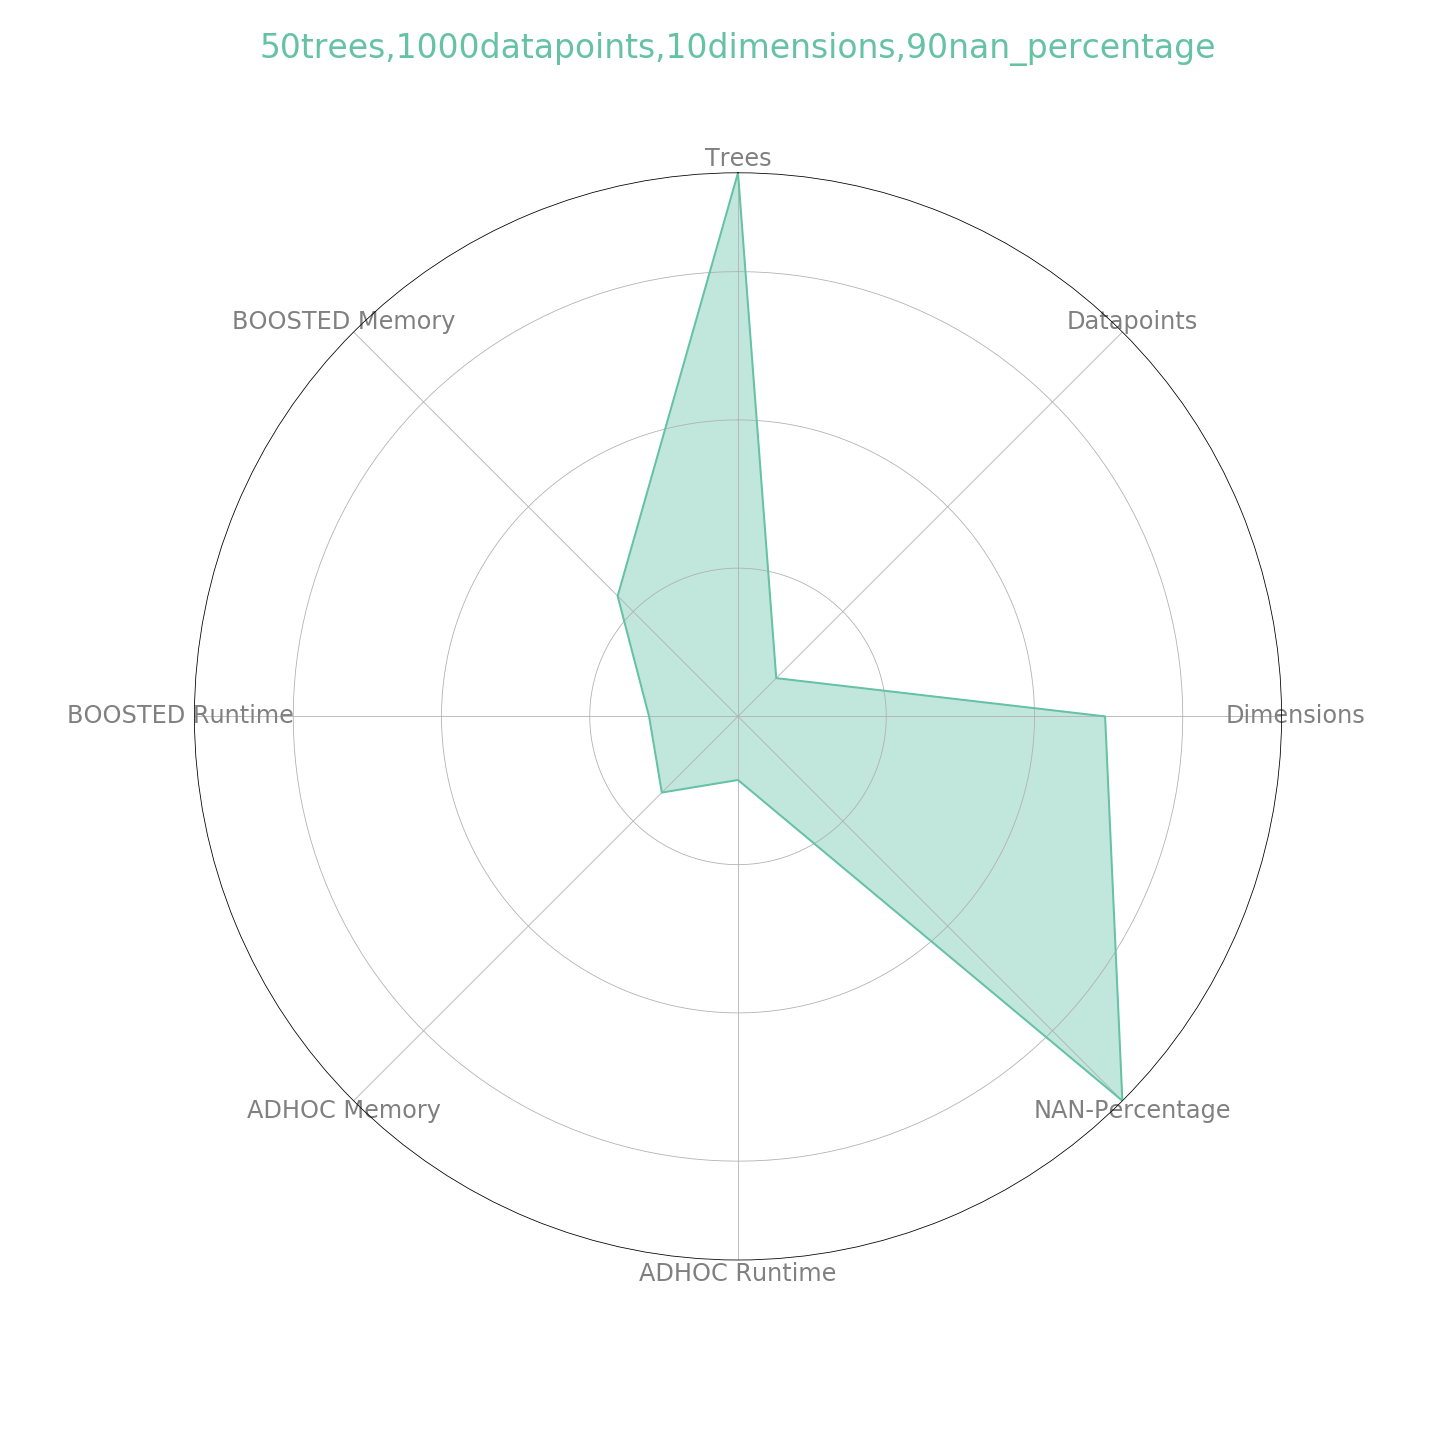 50trees,1000datapoints,10dimensions,90nan_percentage
Trees
BOOSTED Memory
Datapoints
BOOSTED Runtime
Dimensions
ADHOC Memory
NAN-Percentage
ADHOC Runtime